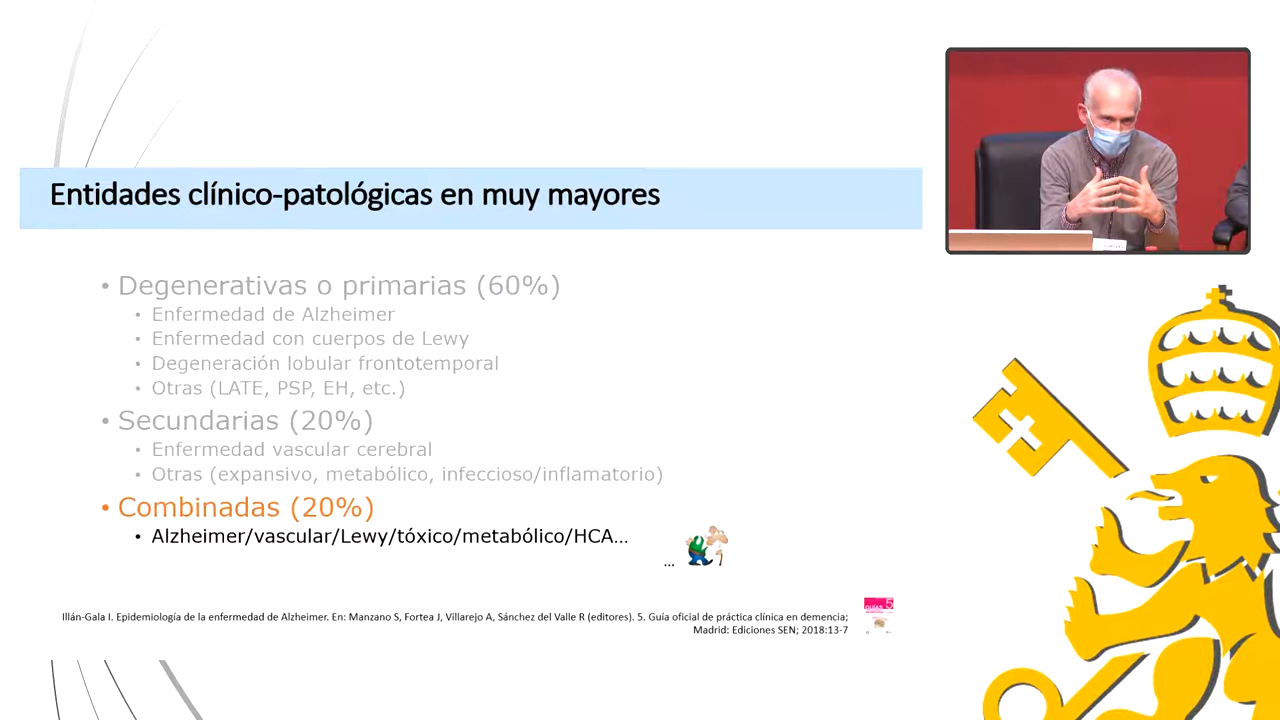 Entidades clínico-patológicas en muy mayores
• Degenerativas o primarias (60%)
• Enfermedad de Alzheimer
• Enfermedad con cuerpos de Lewy
• Degeneración lobular frontotemporal
• Otras (LATE, PSP, EH, etc.)
• Secundarias (20%)
• Enfermedad vascular cerebral
• Otras (expansivo, metabólico, infeccioso/inflamatorio)
• Combinadas (20%)
• Alzheimer/vascular/Lewy/tóxico/metabólico/HCA...
...
Illán-Gala I. Epidemiología de la enfermedad de Alzheimer. En: Manzano S, Fortea J, Villarejo A, Sánchez del Valle R (editores). 5. Guía oficial de práctica clínica en demencia;
Madrid: Ediciones SEN; 2018:13-7
5